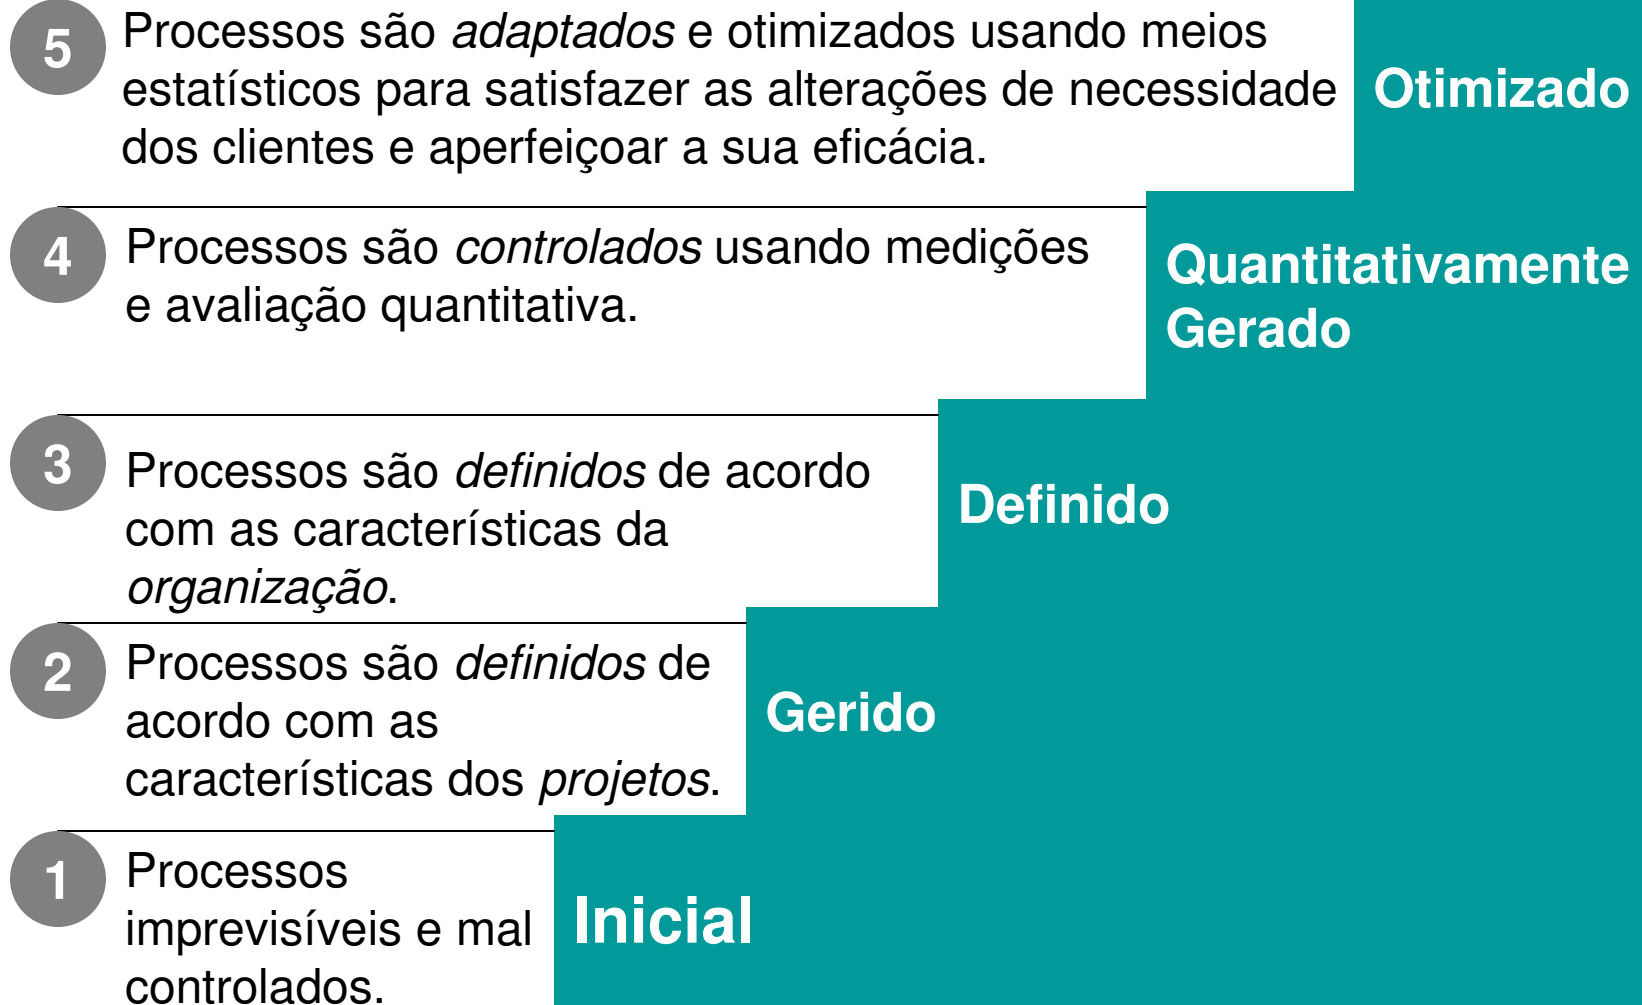 5
Processos são adaptados e otimizados usando meios
estatísticos para satisfazer as alterações de necessidade
dos clientes e aperfeiçoar a sua eficácia.
Otimizado
4
Processos são controlados usando medições
e avaliação quantitativa.
Quantitativamente
Gerado
3
Processos são definidos de acordo
com as características da
organização.
Definido
2
Processos são definidos de
acordo com as
características dos projetos.
Gerido
1
Processos
imprevisíveis e mal
controlados.
Inicial